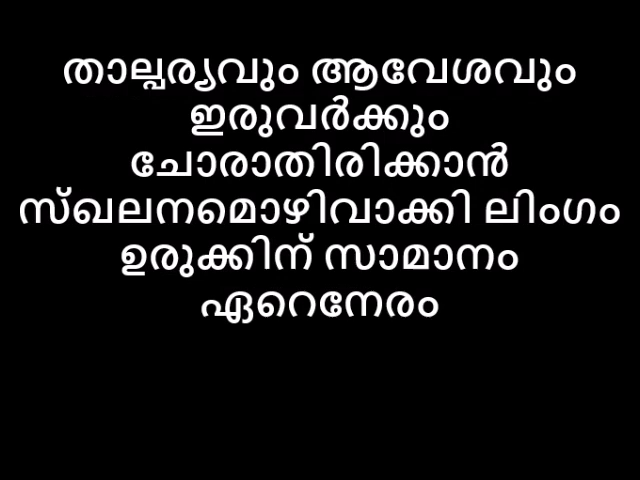 താല്പര്യവും ആവേശവും
ഇരുവർക്കും
ചോരാതിരിക്കാൻ
സ്ഖലനമൊഴിവാക്കി ലിംഗം
ഉരുക്കിന് സാമാനം
ഏറെനേരം